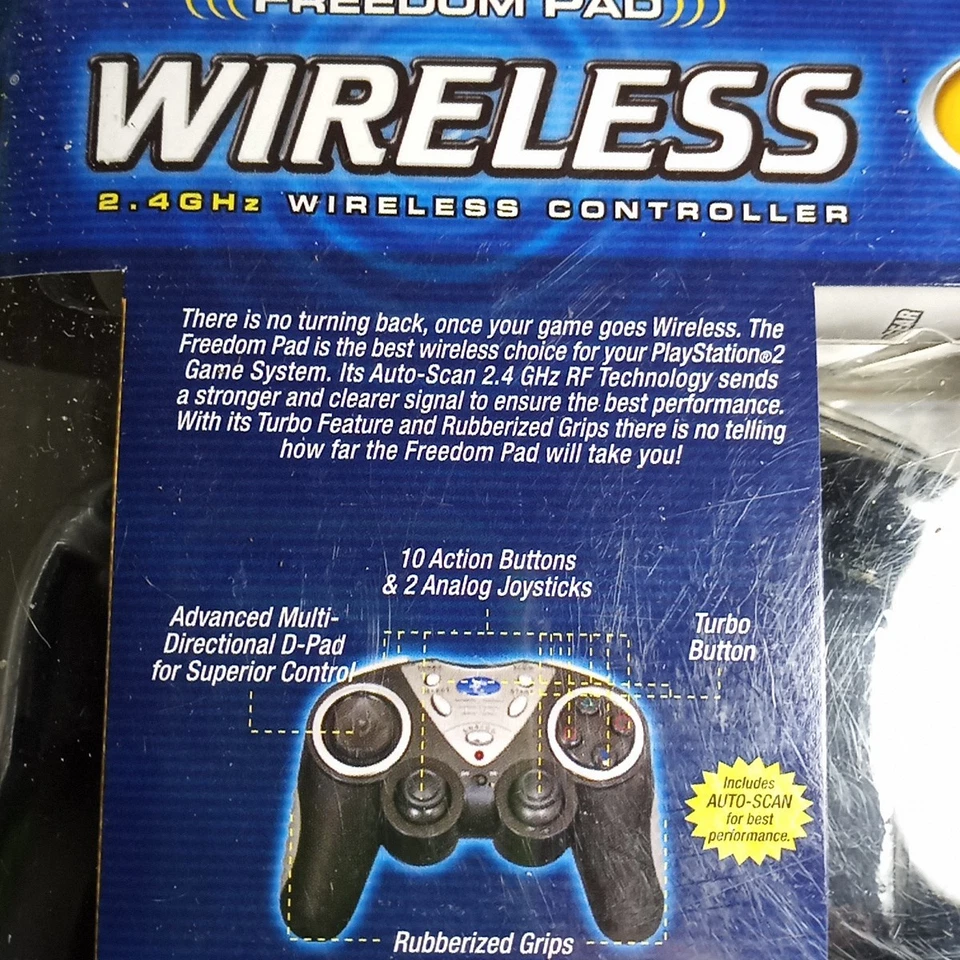 FREEDOM PAD
WIRELESS
2.4GHz WIRELESS CONTROLLER
There is no turning back, once your game goes Wireless. The
Freedom Pad is the best wireless choice for your PlayStation®2
Game System. Its Auto-Scan 2.4 GHz RF Technology sends
a stronger and clearer signal to ensure the best performance.
With its Turbo Feature and Rubberized Grips there is no telling
how far the Freedom Pad will take you!
10 Action Buttons
& 2 Analog Joysticks
Advanced Multi-
Directional D-Pad
for Superior Control
Turbo
Button
ANALOG
Includes
AUTO-SCAN
for best
performance.
Rubberized Grips